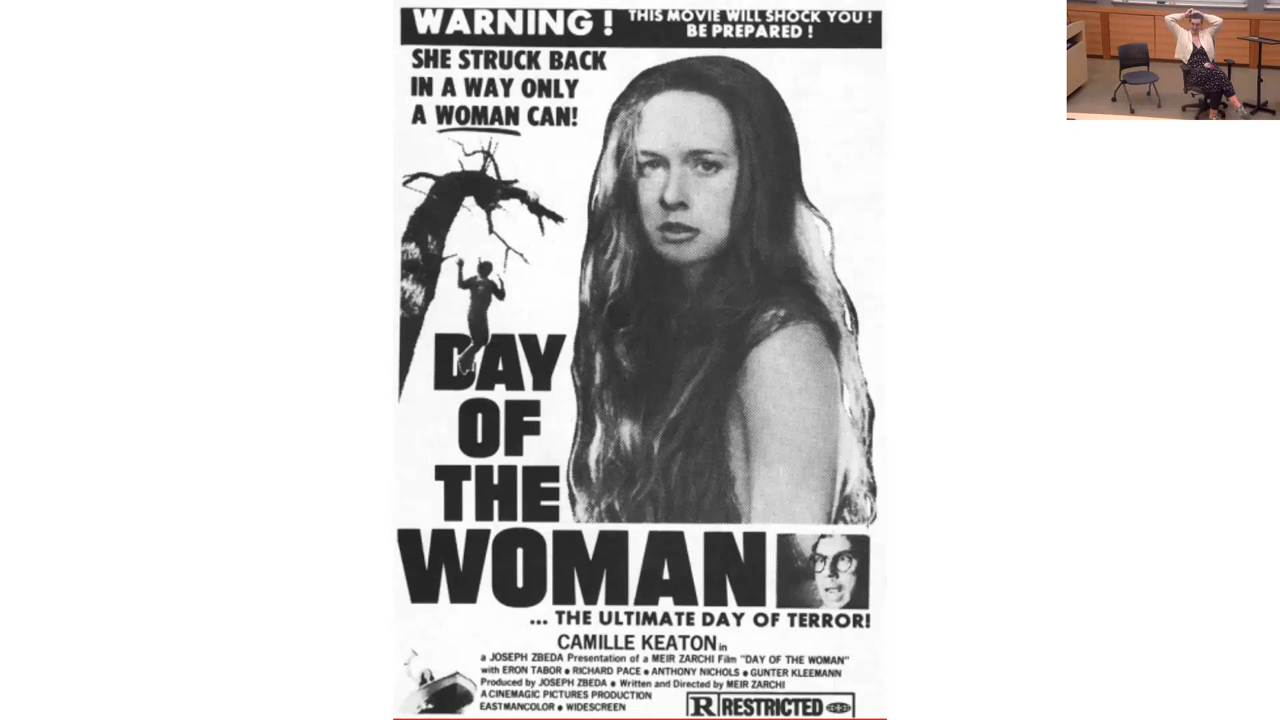 WARNING! THIS MOVIE WILL SHOCK YOU!
BE PREPARED!
SHE STRUCK BACK
IN A WAY ONLY
A WOMAN CAN!
DAY
OF
THE
WOMAN
... THE ULTIMATE DAY OF TERROR!
CAMILLE KEATON in
a JOSEPH ZBEDA Presentation of a MEIR ZARCHI Film "DAY OF THE WOMAN"
with ERON TABOR • RICHARD PACE • ANTHONY NICHOLS • GUNTER KLEEMANN
Produced by JOSEPH ZBEDA • Written and Directed by MEIR ZARCHI
A CINEMAGIC PICTURES PRODUCTION
EASTMANCOLOR • WIDESCREEN
R RESTRICTED